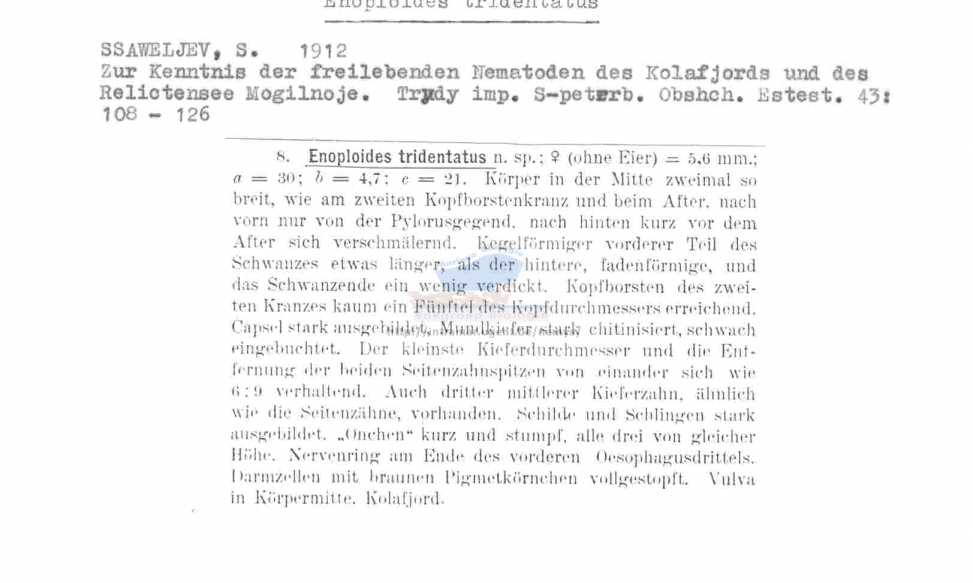 Enoploides tridentatus
SSAWELJEV, S. 1912
Zur Kenntnis der freilebenden Nematoden des Kolafjords und des
Relictensee Mogilnoje. Trydy imp. S-peterb. Obshch. Estest. 43:
108 - 126
8. Enoploides tridentatus n. sp.; ♀ (ohne Eier) = 5,6 mm.;
a = 30; b = 4,7; c = 21. Körper in der Mitte zweimal so
breit, wie am zweiten Kopfborstenkranz und beim After, nach
vorn nur von der Pylorusgegend, nach hinten kurz vor dem
After sich verschmälernd. Kegelförmiger vorderer Teil des
Schwanzes etwas länger, als der hintere, fadenförmige, und
das Schwanzende ein wenig verdickt. Kopfborsten des zwei-
ten Kranzes kaum ein Fünftel des Kopfdurchmessers erreichend.
Capsel stark ausgebildet. Mundkiefer stark chitinisiert, schwach
eingebuchtet. Der kleinste Kieferdurchmesser und die Ent-
fernung der beiden Seitenzahnspitzen von einander sich wie
6 : 9 verhaltend. Auch dritter mittlerer Kieferzahn, ähnlich
wie die Seitenzähne, vorhanden. Schilde und Schlingen stark
ausgebildet. „Onchen“ kurz und stumpf, alle drei von gleicher
Höhe. Nervenring am Ende des vorderen Oesophagusdrittels.
Darmzellen mit braunen Pigmetkörnchen vollgestopft. Vulva
in Körpermitte. Kolafjord.